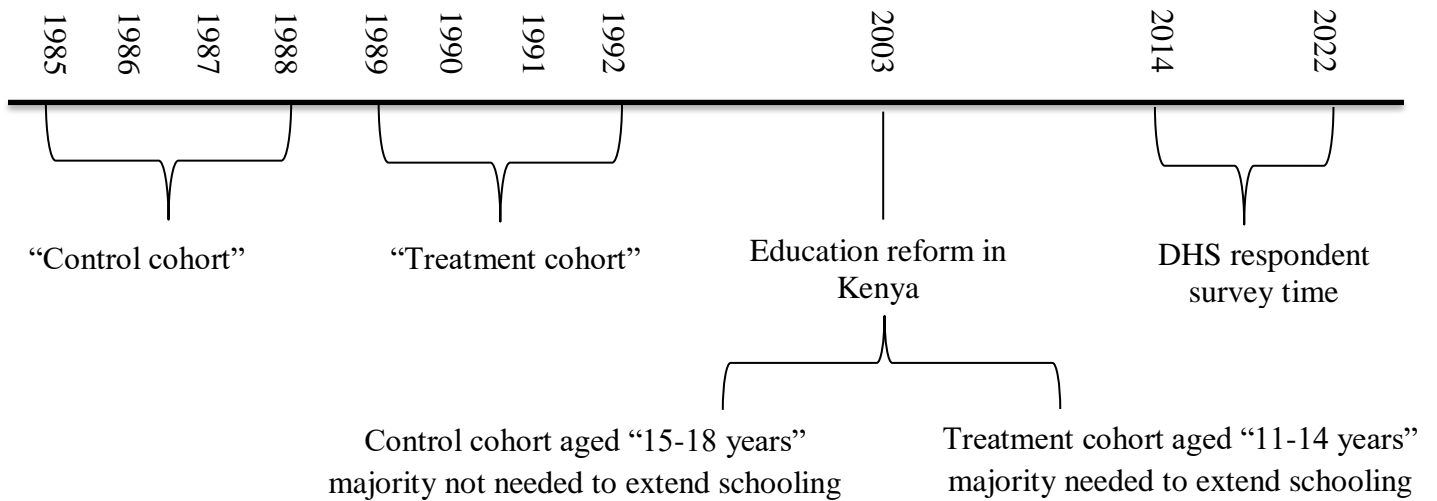 1985
1986
1987
1988
1989
1990
1991
1992
2003
2014
2022
“Control cohort”
“Treatment cohort”
Education reform in
Kenya
DHS respondent
survey time
Control cohort aged “15-18 years”
majority not needed to extend schooling
Treatment cohort aged “11-14 years”
majority needed to extend schooling